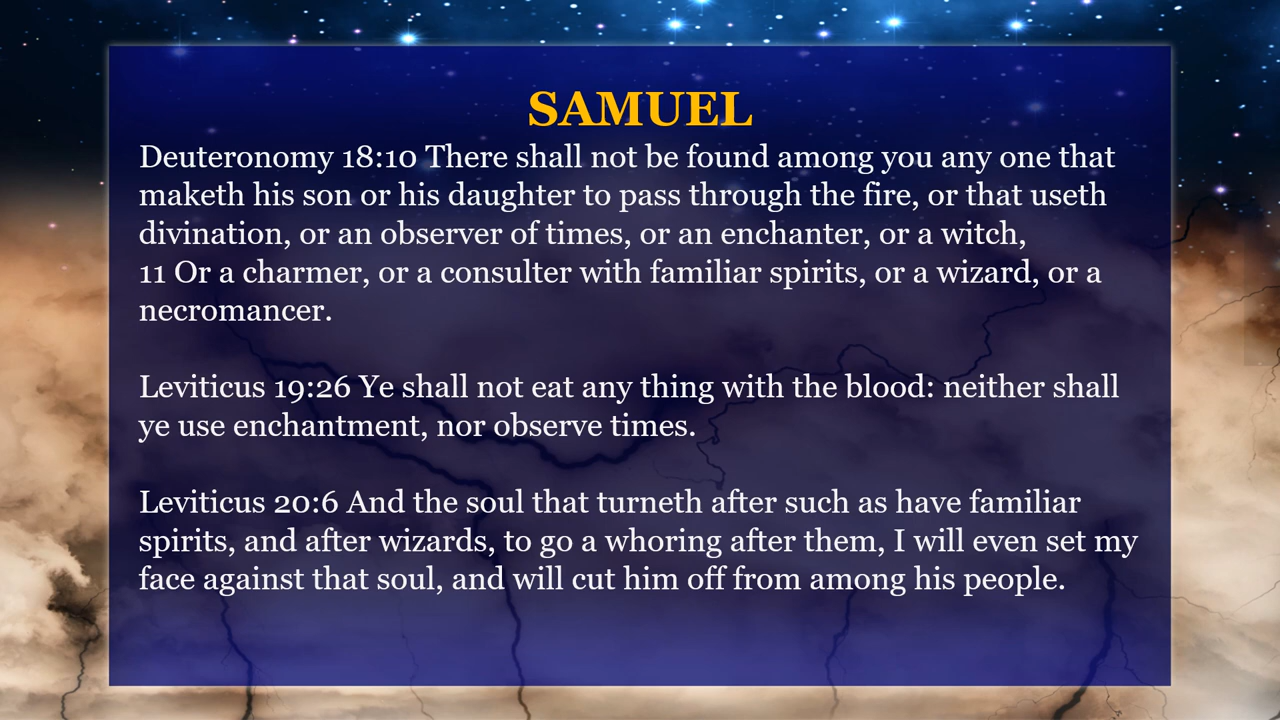 SAMUEL
Deuteronomy 18:10 There shall not be found among you any one that
maketh his son or his daughter to pass through the fire, or that useth
divination, or an observer of times, or an enchanter, or a witch,
11 Or a charmer, or a consulter with familiar spirits, or a wizard, or a
necromancer.
Leviticus 19:26 Ye shall not eat any thing with the blood: neither shall
ye use enchantment, nor observe times.
Leviticus 20:6 And the soul that turneth after such as have familiar
spirits, and after wizards, to go a whoring after them, I will even set my
face against that soul, and will cut him off from among his people.